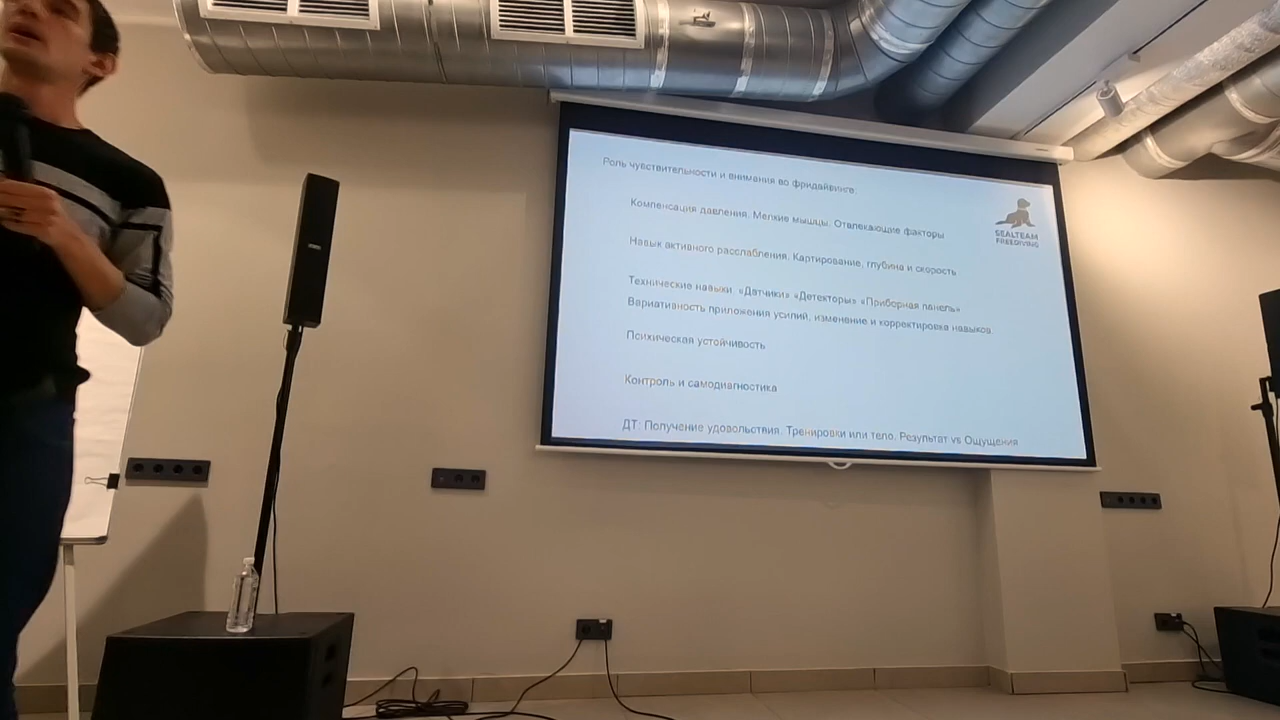 Роль чувствительности и внимания во фридайвинге
Компенсация давления. Мелкие мышцы. Отвлекающие факторы
Навык активного расслабления. Картирование, глубина и скорость
Технические навыки «Датчики» «Детекторы» «Приборная панель»
Вариативность приложения усилий, изменение и корректировка навыков.
Психическая устойчивость
Контроль и самодиагностика
ДТ: Получение удовольствия. Тренировки или тело. Результат vs Ощущения
SEALTEAM
FREEDIVING